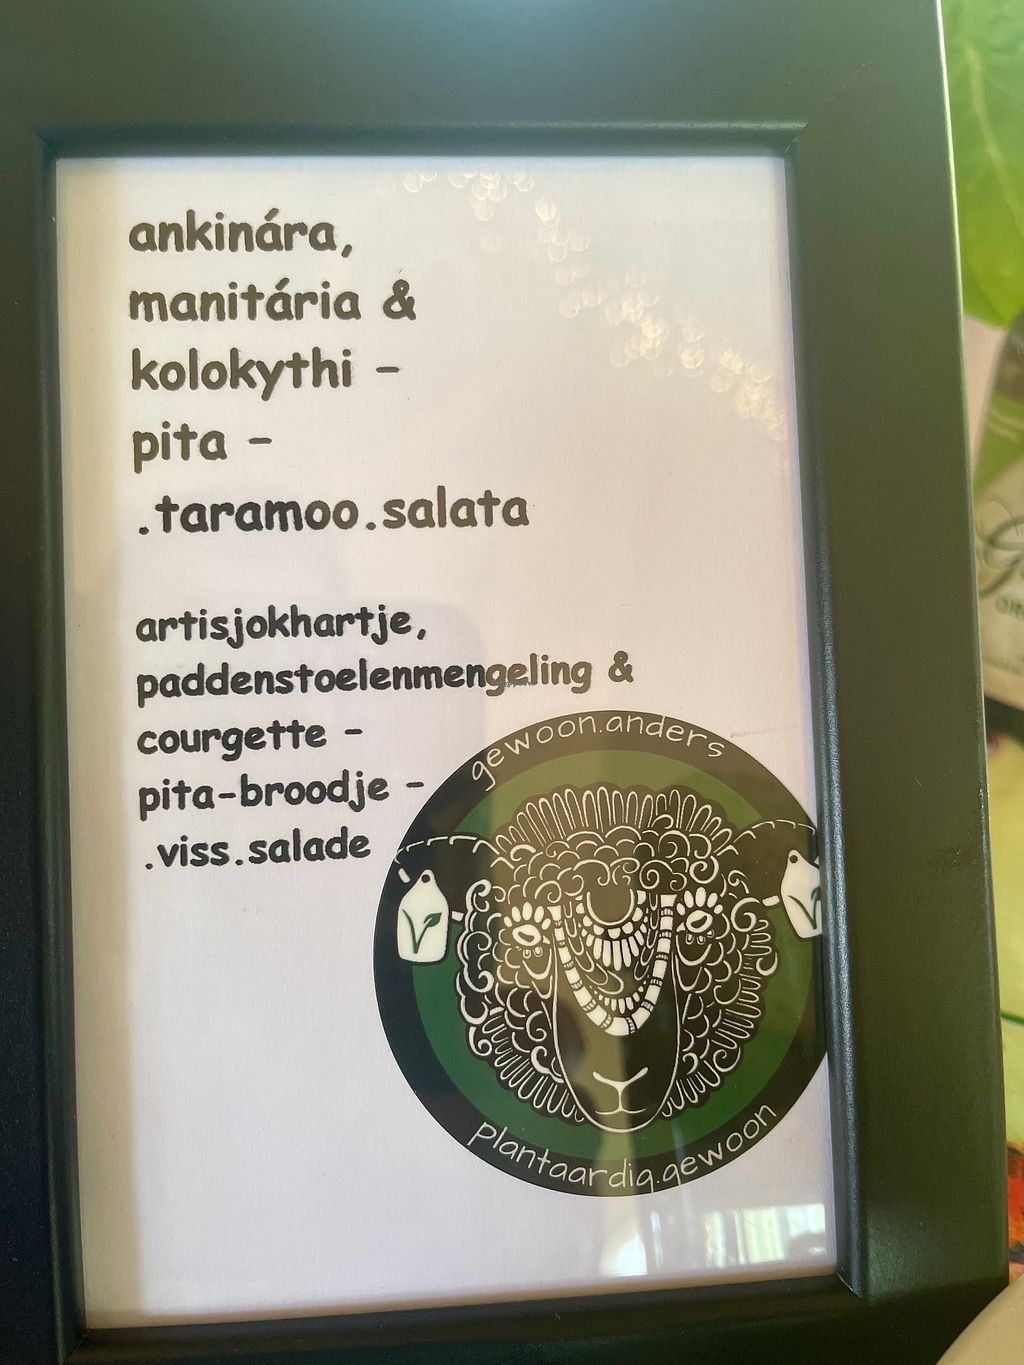 ankinára,
manitária &
kolokythi -
pita -
.taramoo.salata
artisjokhartje,
paddenstoelenmengeling &
courgette -
pita-broodje -
.viss.salade
gewoon.anders
plantaardig.gewoon